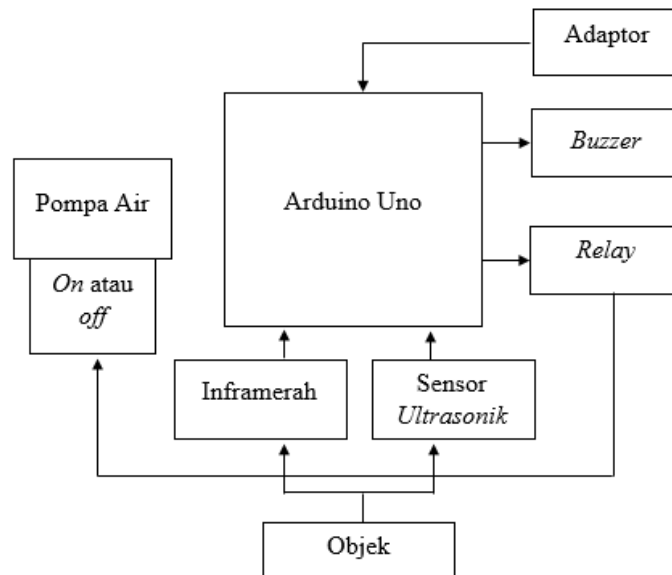 Adaptor
Buzzer
Arduino Uno
Pompa Air
Relay
On atau
off
Inframerah
Sensor
Ultrasonik
Objek